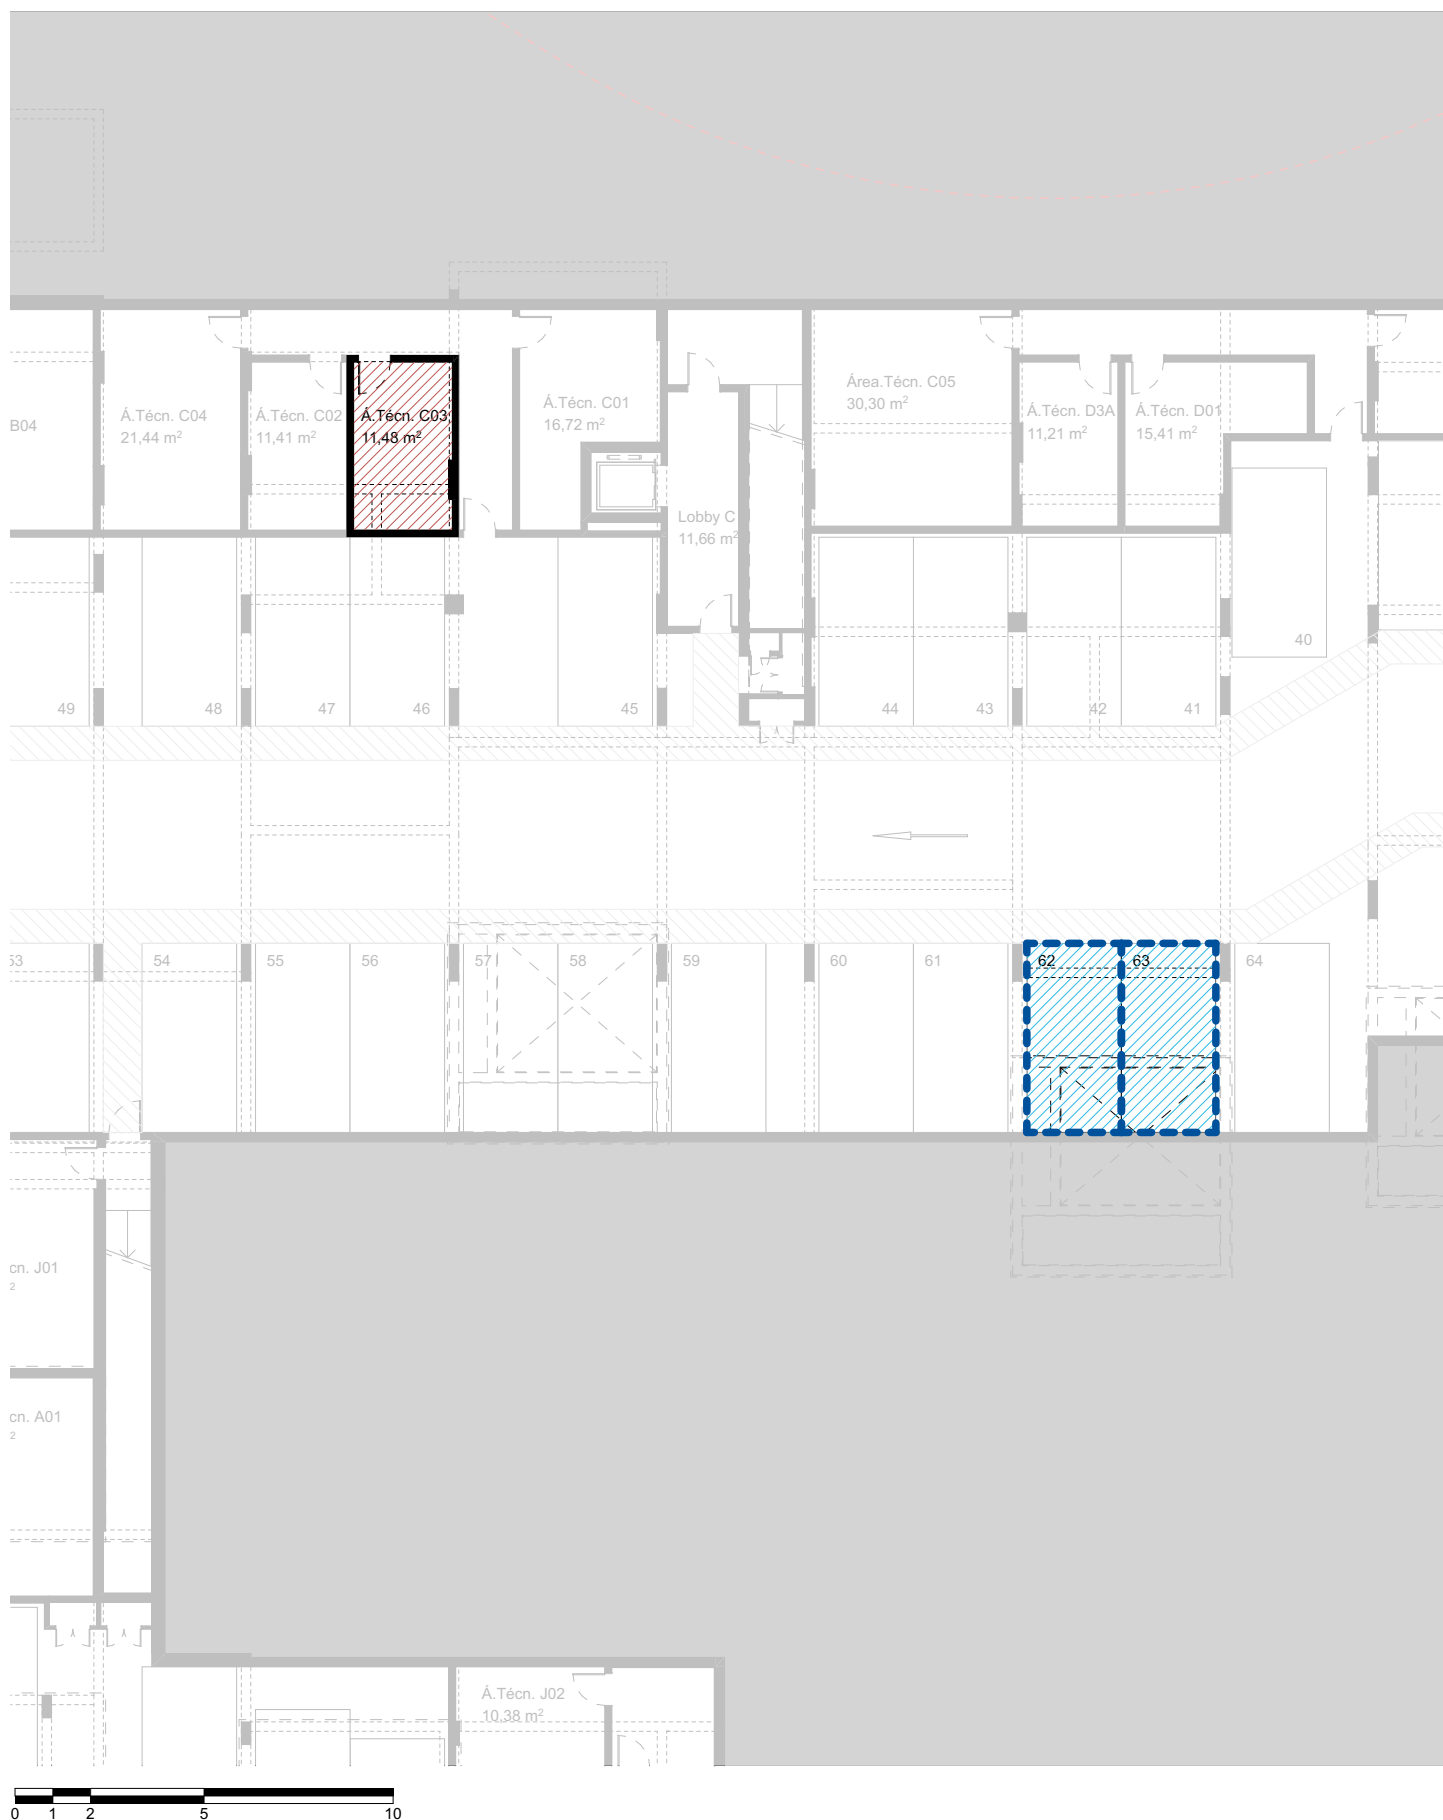 B04
Á.Técn. C04
21,44 m²
Á.Técn. C02
11,41 m²
Á.Técn. C03
11,48 m²
Á.Técn. C01
16,72 m²
Área.Técn. C05
30,30 m²
Á.Técn. D3A
11,21 m²
Á.Técn. D01
15,41 m²
Lobby C
11,66 m²
40
49
48
47
46
45
44
43
42
41
53
54
55
56
57
58
59
60
61
62
63
64
cn. J01
2
cn. A01
2
Á.Técn. J02
10,38 m²
0 1 2 5 10